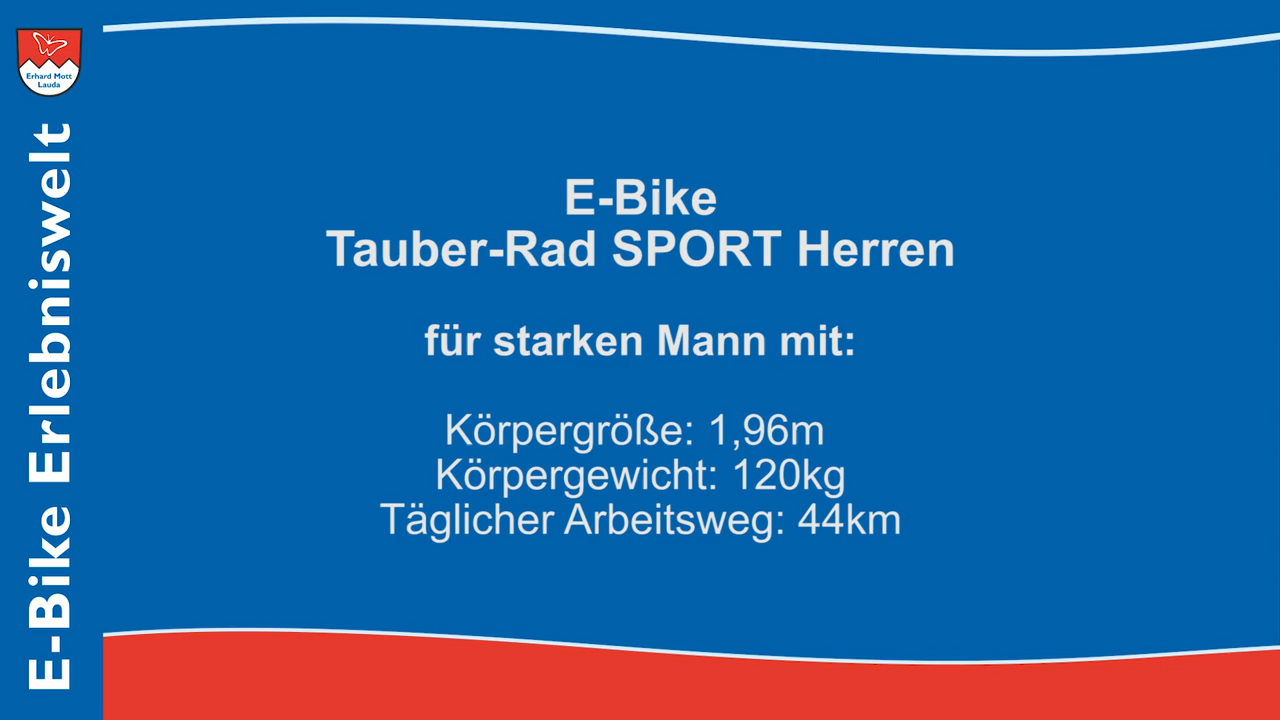 Erhard Mott
Lauda
E-Bike Erlebniswelt
E-Bike
Tauber-Rad SPORT Herren
für starken Mann mit:
Körpergröße: 1,96m
Körpergewicht: 120kg
Täglicher Arbeitsweg: 44km